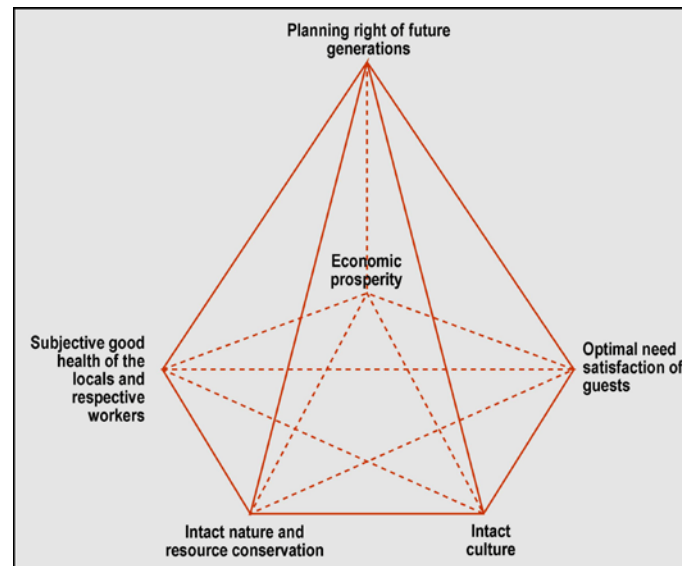 Planning right of future
generations
Economic
prosperity
Subjective good
health of the
locals and
respective
workers
Optimal need
satisfaction of
guests
Intact nature and
resource conservation
Intact
culture